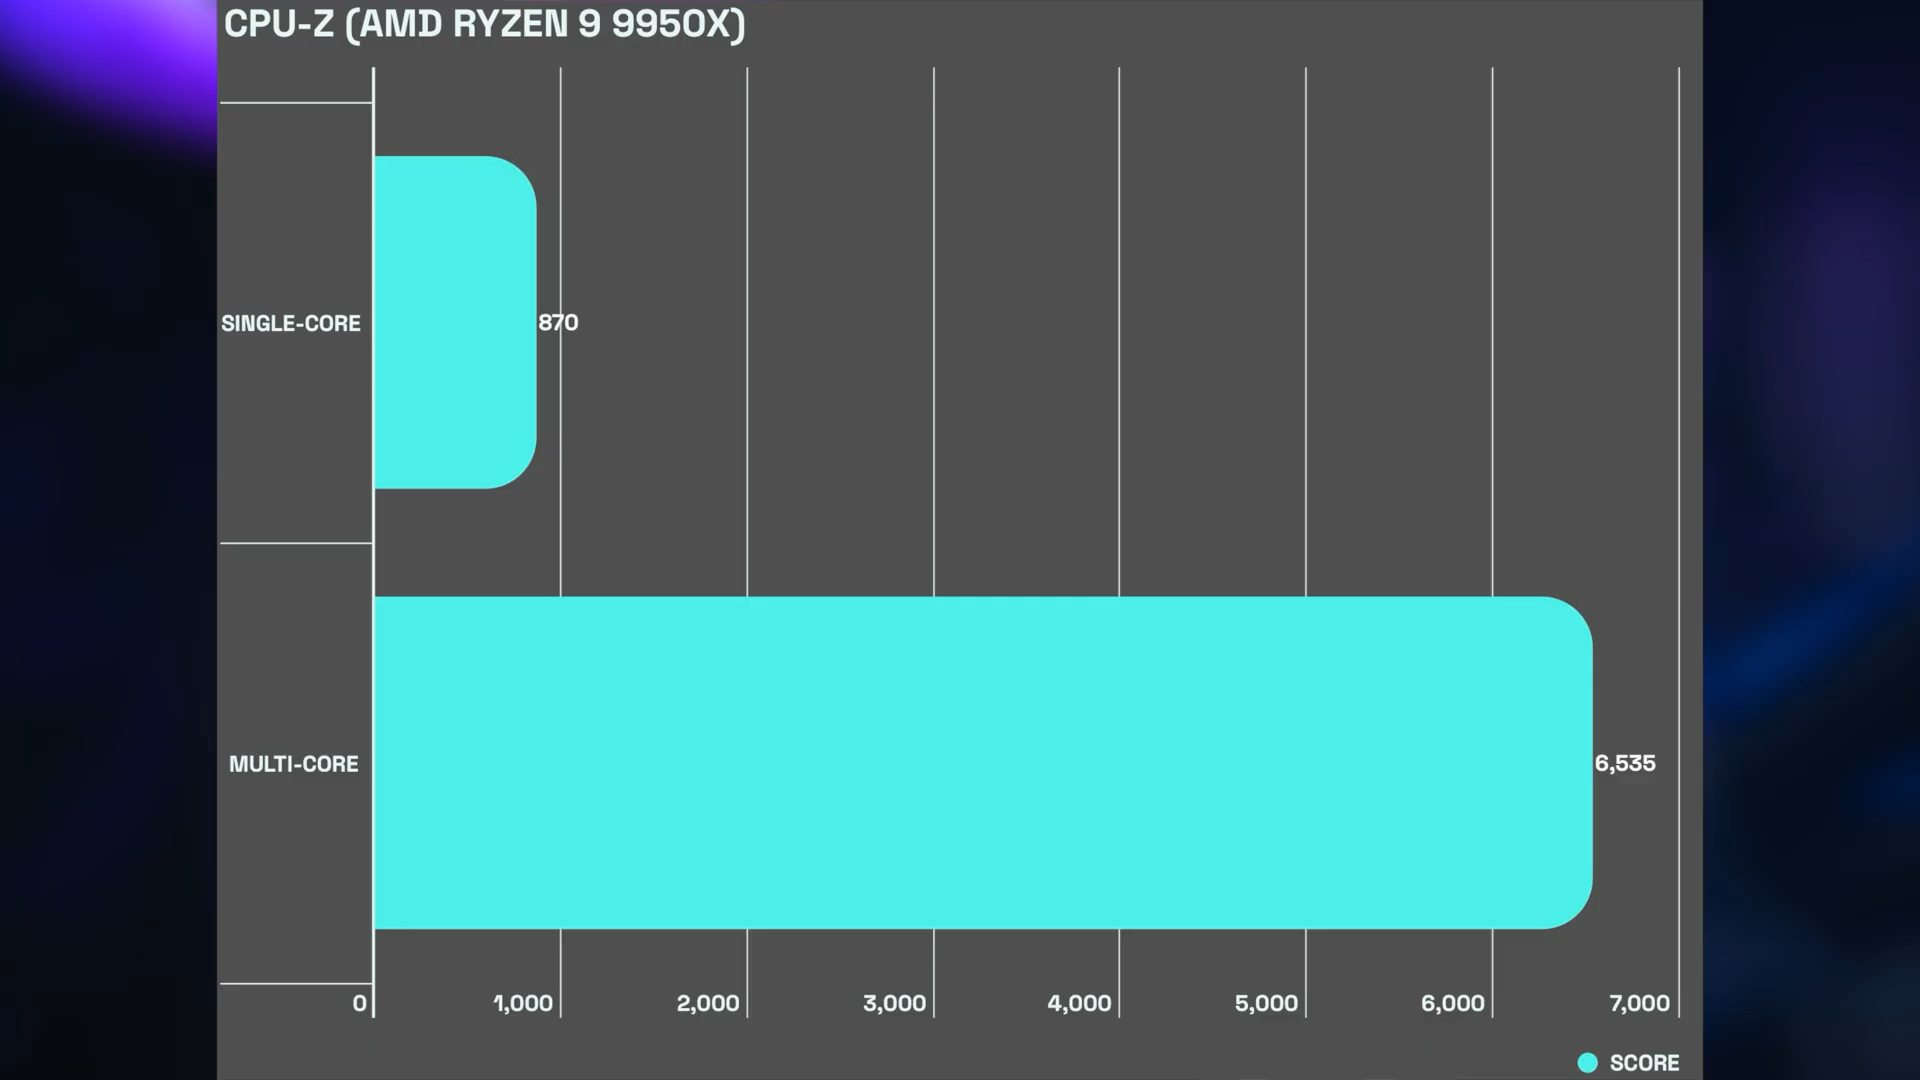 CPU-Z (AMD RYZEN 9 9950X)
SINGLE-CORE
870
MULTI-CORE
6,535
0 1,000 2,000 3,000 4,000 5,000 6,000 7,000
SCORE